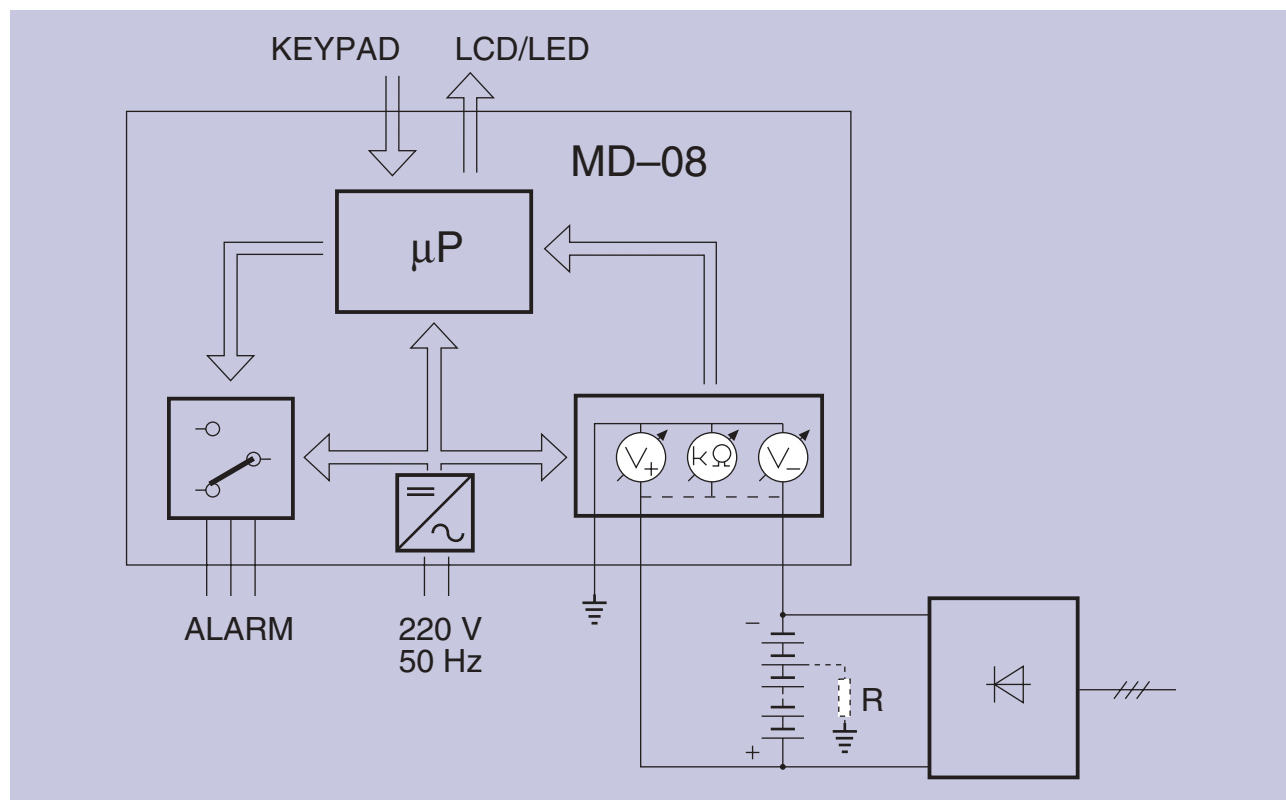 KEYPAD LCD/LED
MD–08
μP
V+ kΩ V–
ALARM
220 V
50 Hz
–
R
+